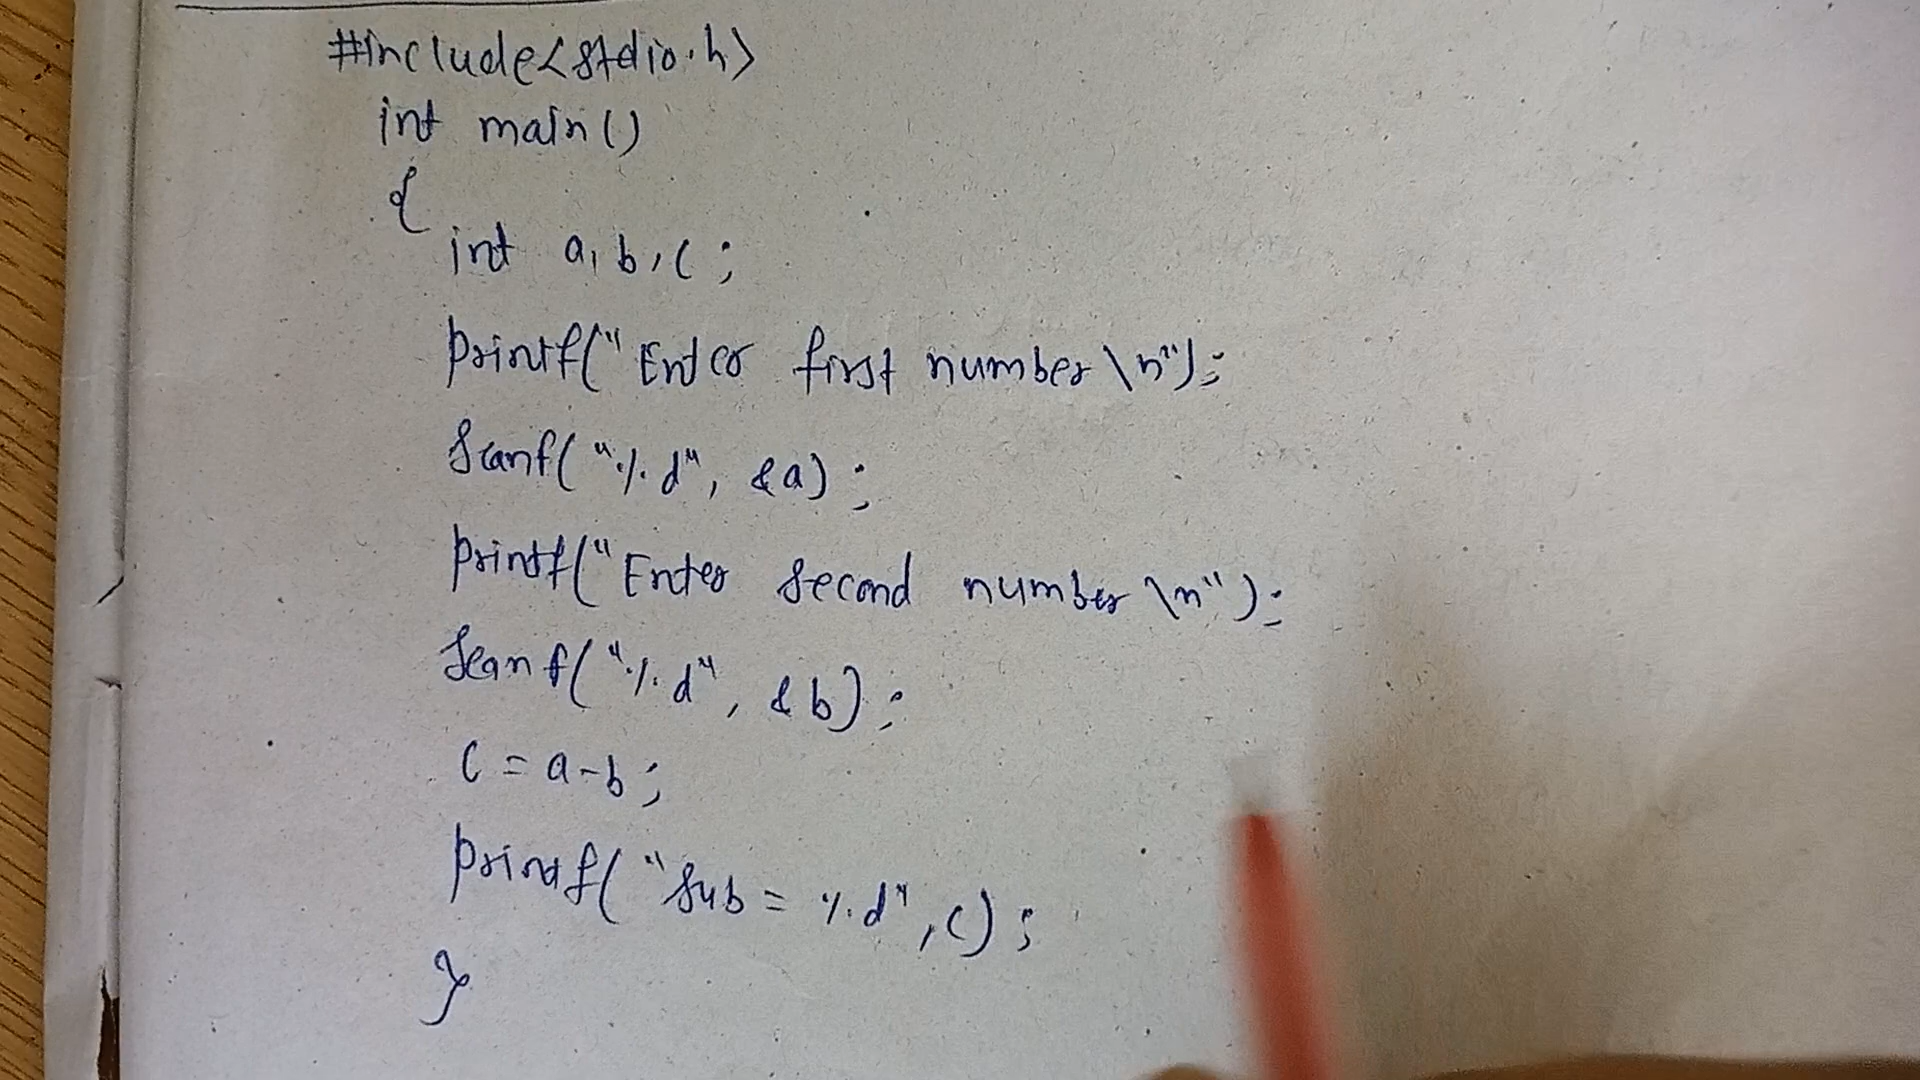 #include<stdio.h>
int main()
{
int a, b, c ;
printf("Enter first number \n");
scanf("%d", &a) ;
printf("Enter second number \n");
scanf("%d", &b) ;
c = a-b ;
printf("sub = %d", c) ;
}